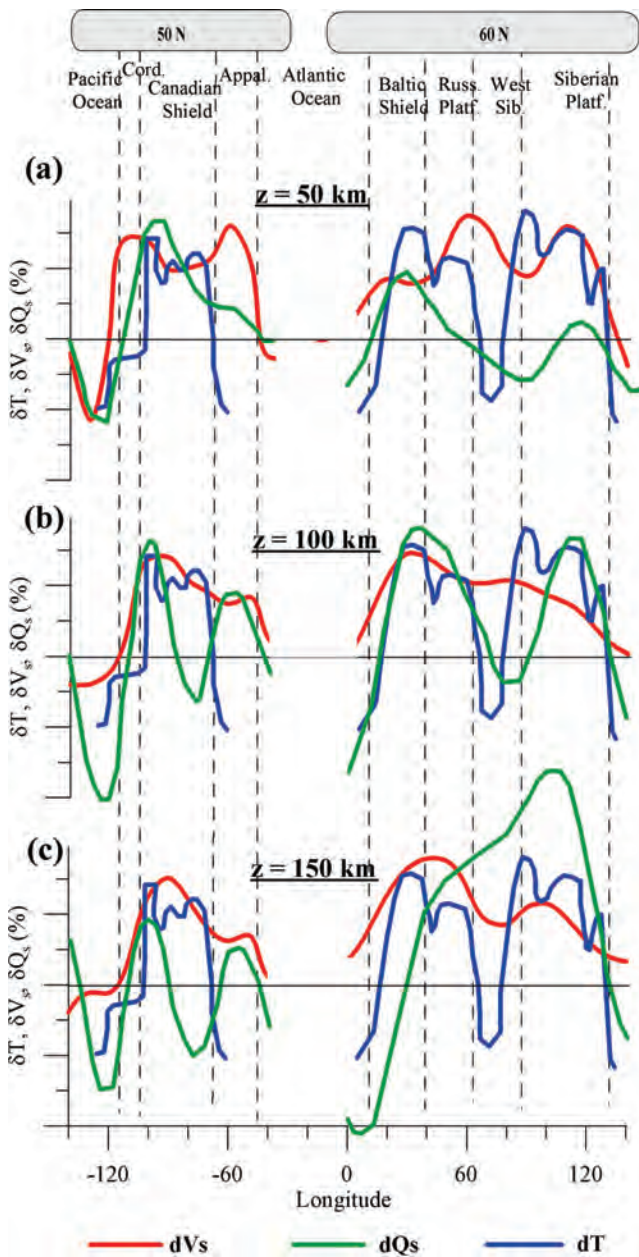 50 N 60 N
Pacific Ocean
Cord.
Canadian Shield
Appal.
Atlantic Ocean
Baltic Shield
Russ. Platf.
West Sib.
Siberian Platf.
(a)
z = 50 km
δT, δVs, δQs (%)
(b)
z = 100 km
δT, δVs, δQs (%)
(c)
z = 150 km
δT, δVs, δQs (%)
-120 -60 0 60 120
Longitude
dVs dQs dT